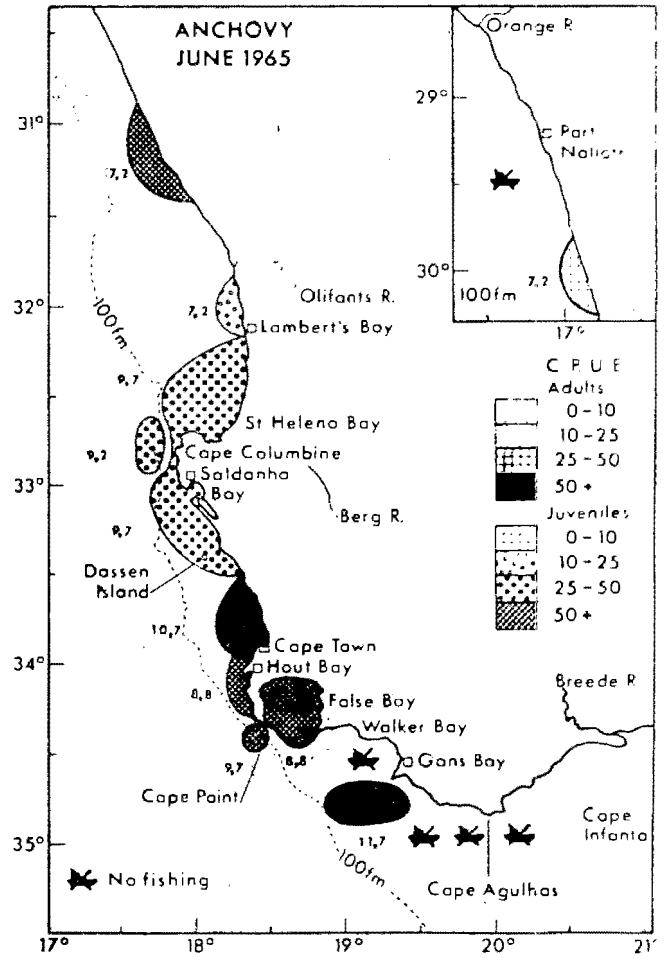 ANCHOVY
JUNE 1965
Orange R
29°
Part
Nalloth
30°
7,2
100fm
17°
31°
7,2
32°
100fm
7,2
Olifants R.
Lambert's Bay
9,7
St Helena Bay
9,2
Cape Columbine
Saldanha
Bay
33°
Berg R.
9,7
Dassen
Island
10,7
Cape Town
34°
Hout Bay
8,8
False Bay
Breede R
Walker Bay
9,7
8,8
Gans Bay
Cape Point
Cape
Infanta
35°
11,7
100fm
No fishing
Cape Agulhas
17°
18°
19°
20°
21°
C P U E
Adults
0-10
10-25
25-50
50+
Juveniles
0-10
10-25
25-50
50+